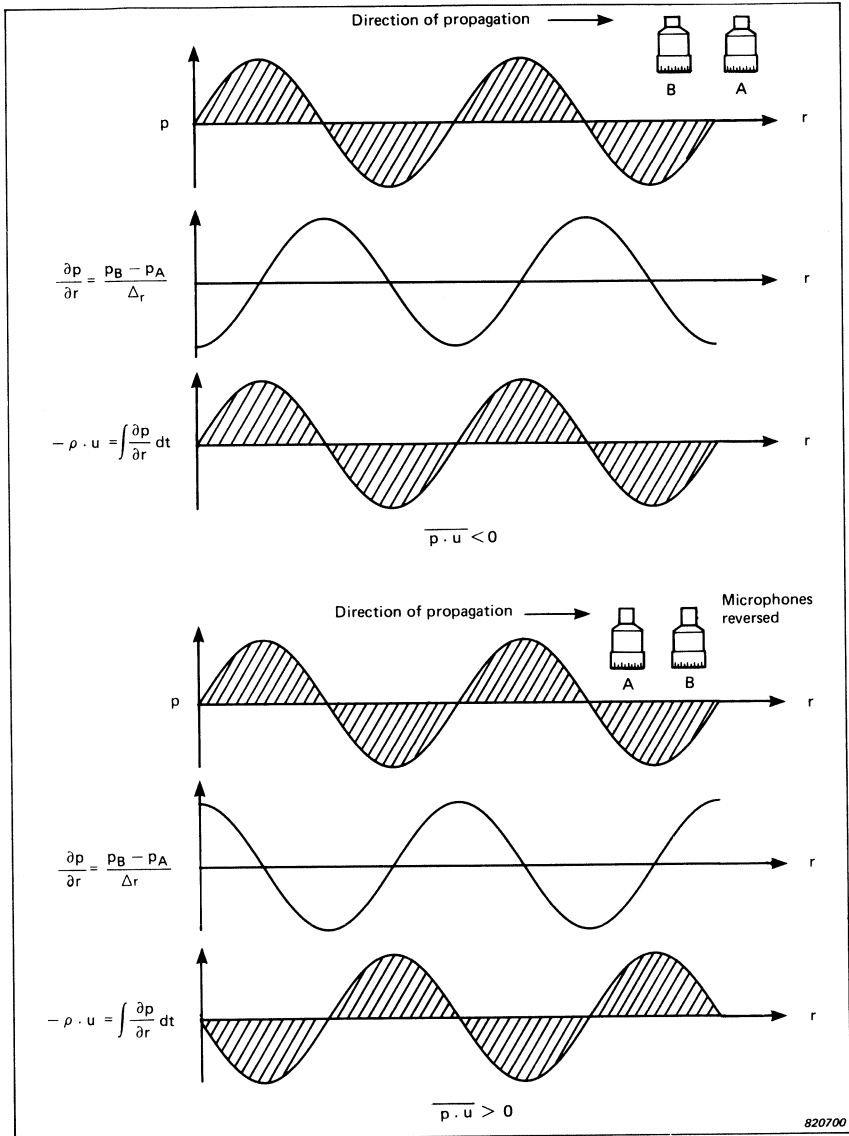 Direction of propagation
B A
p r
∂p/∂r = (p_B − p_A)/Δ_r r
− ρ · u = ∫ ∂p/∂r dt r
p · u < 0
Microphones
Direction of propagation reversed
A B
p r
∂p/∂r = (p_B − p_A)/Δr r
− ρ · u = ∫ ∂p/∂r dt r
p · u > 0
820700